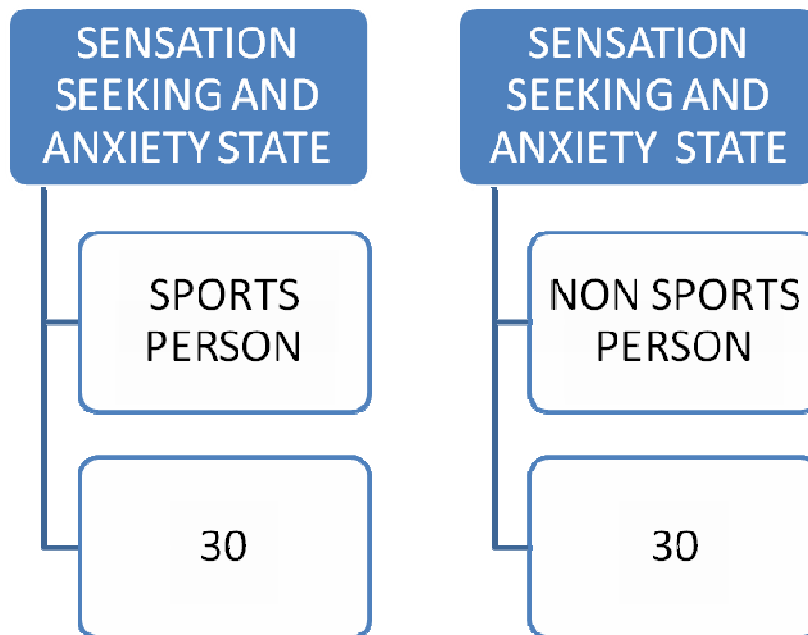 SENSATION
SEEKING AND
ANXIETY STATE
SPORTS
PERSON
30
SENSATION
SEEKING AND
ANXIETY STATE
NON SPORTS
PERSON
30